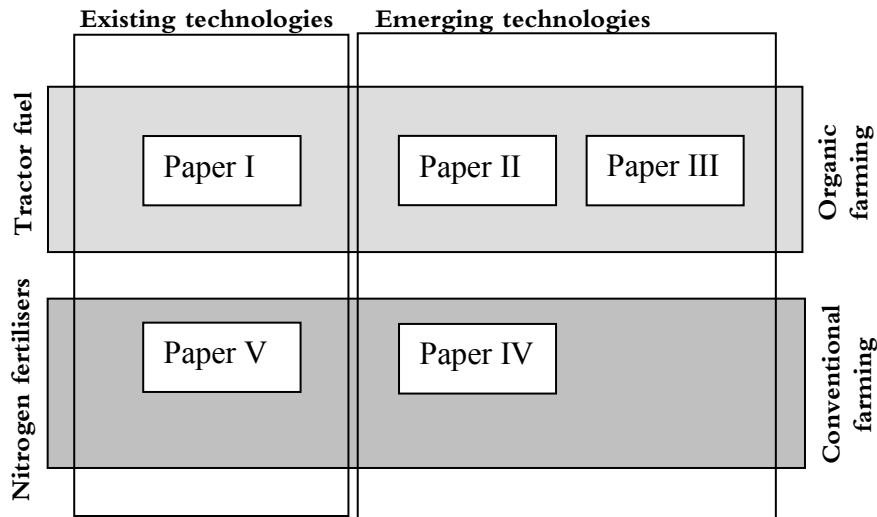 Existing technologies
Emerging technologies
Tractor fuel
Paper I
Paper II
Paper III
Organic
farming
Nitrogen fertilisers
Paper V
Paper IV
Conventional
farming